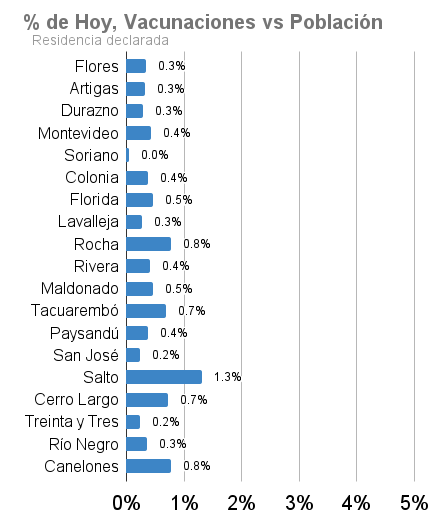 % de Hoy, Vacunaciones vs Población
Residencia declarada
Flores 0.3%
Artigas 0.3%
Durazno 0.3%
Montevideo 0.4%
Soriano 0.0%
Colonia 0.4%
Florida 0.5%
Lavalleja 0.3%
Rocha 0.8%
Rivera 0.4%
Maldonado 0.5%
Tacuarembó 0.7%
Paysandú 0.4%
San José 0.2%
Salto 1.3%
Cerro Largo 0.7%
Treinta y Tres 0.2%
Río Negro 0.3%
Canelones 0.8%
0% 1% 2% 3% 4% 5%